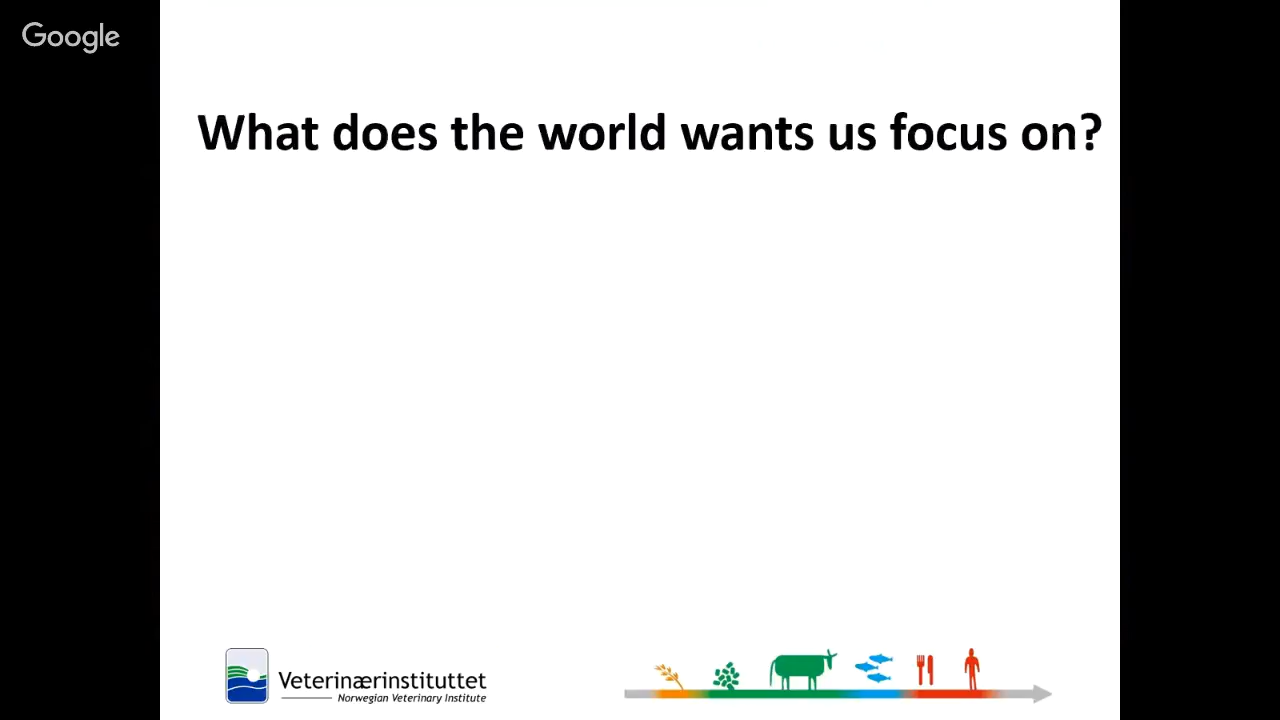 Google
What does the world wants us focus on?
Veterinærinstituttet
Norwegian Veterinary Institute